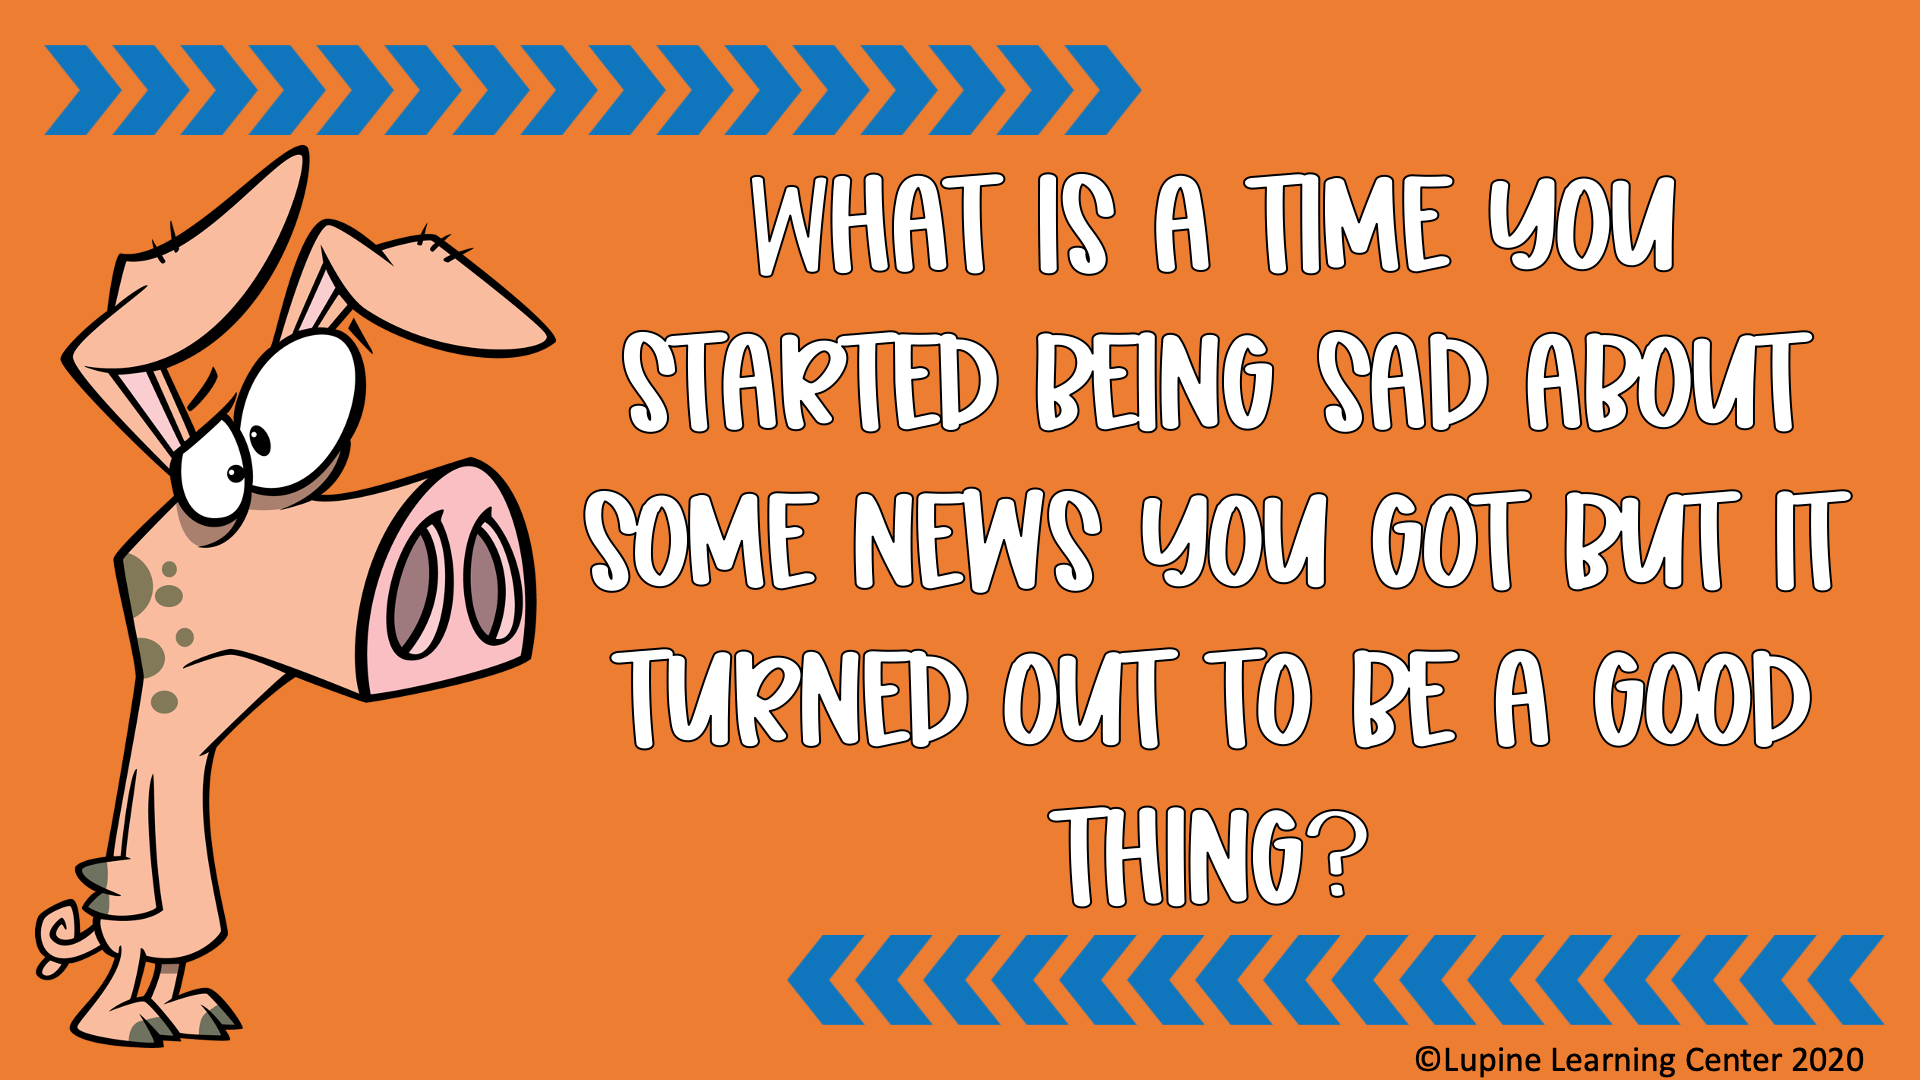 WHAT IS A TIME YOU
STARTED BEING SAD ABOUT
SOME NEWS YOU GOT BUT IT
TURNED OUT TO BE A GOOD
THING?
©Lupine Learning Center 2020